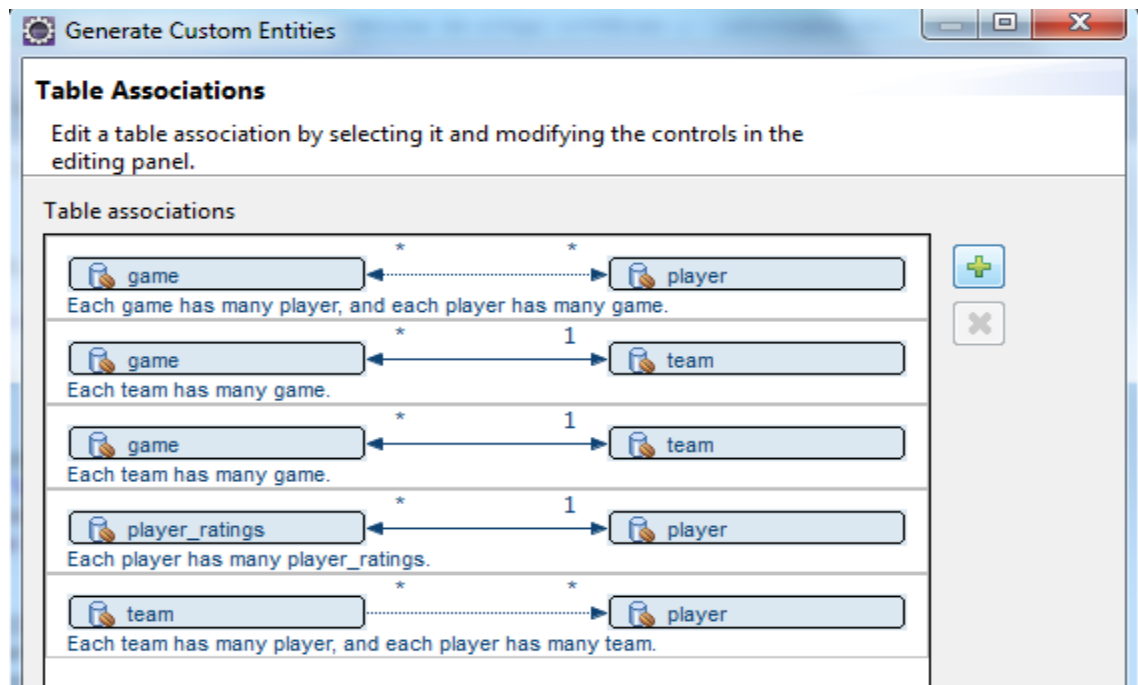 Generate Custom Entities
Table Associations
Edit a table association by selecting it and modifying the controls in the
editing panel.
Table associations
* *
game player
Each game has many player, and each player has many game.
* 1
game team
Each team has many game.
* 1
game team
Each team has many game.
* 1
player_ratings player
Each player has many player_ratings.
* *
team player
Each team has many player, and each player has many team.